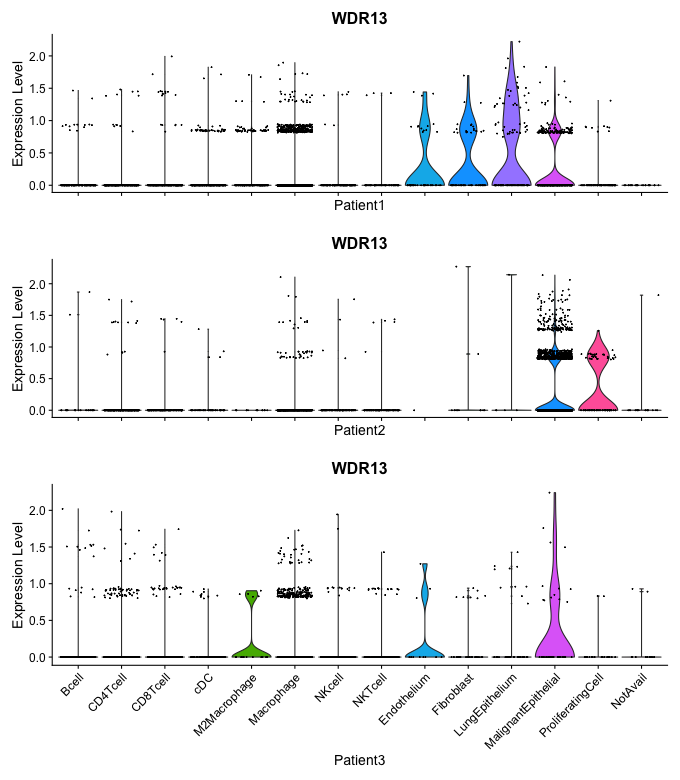 WDR13
Expression Level
2.0
1.5
1.0
0.5
0.0
Patient1
WDR13
Expression Level
2.0
1.5
1.0
0.5
0.0
Patient2
WDR13
Expression Level
2.0
1.5
1.0
0.5
0.0
Bcell
CD4Tcell
CD8Tcell
cDC
M2Macrophage
Macrophage
NKcell
NKTcell
Endothelium
Fibroblast
LungEpithelium
MalignantEpithelial
ProliferatingCell
NotAvail
Patient3